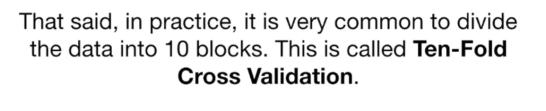 That said, in practice, it is very common to divide
the data into 10 blocks. This is called Ten-Fold
Cross Validation.